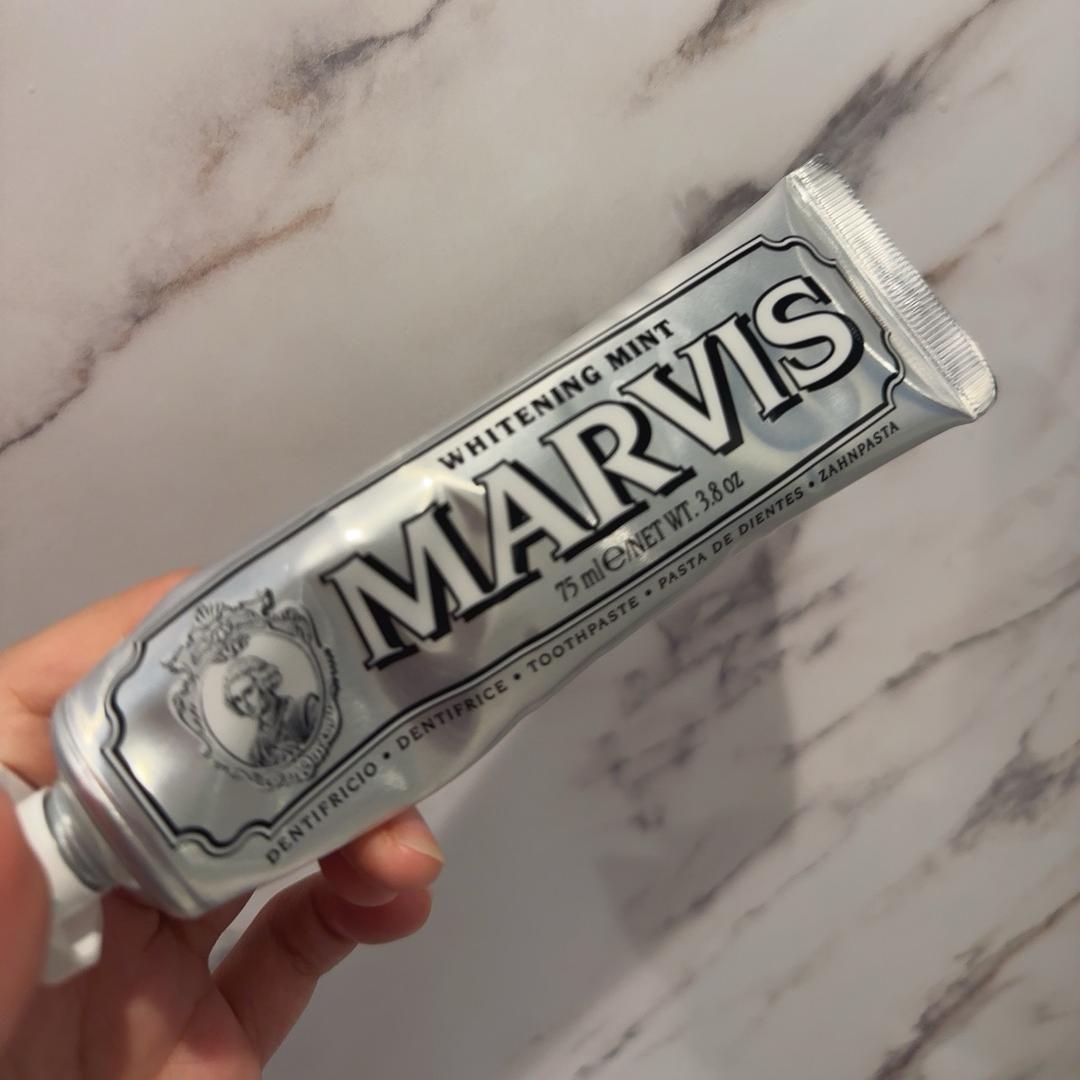 WHITENING MINT
MARVIS
75 ml e/NET WT. 3.8 oz
DENTIFRICIO • DENTIFRICE • TOOTHPASTE • PASTA DE DIENTES • ZAHNPASTA